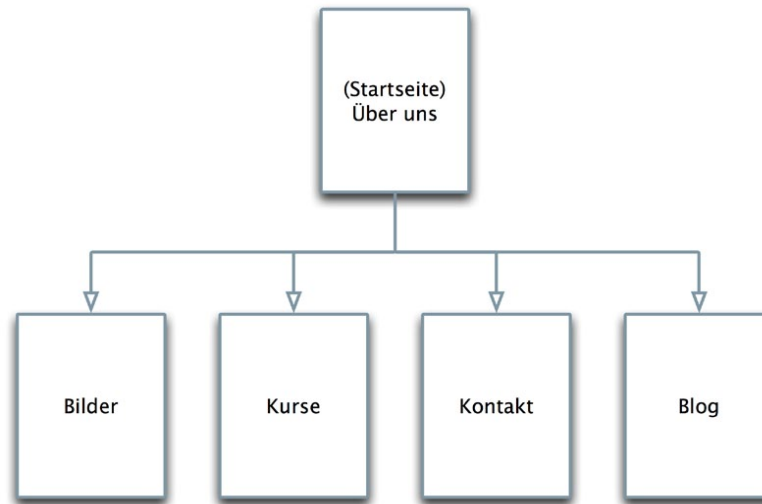 (Startseite)
Über uns
Bilder
Kurse
Kontakt
Blog